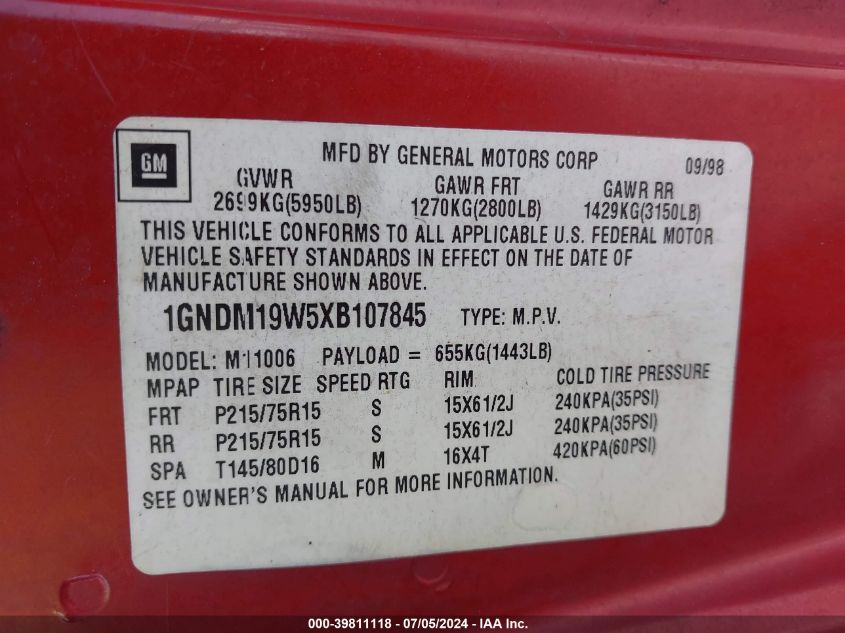 GM
MFD BY GENERAL MOTORS CORP 09/98
GVWR GAWR FRT GAWR RR
2699KG(5950LB) 1270KG(2800LB) 1429KG(3150LB)
THIS VEHICLE CONFORMS TO ALL APPLICABLE U.S. FEDERAL MOTOR
VEHICLE SAFETY STANDARDS IN EFFECT ON THE DATE OF
MANUFACTURE SHOWN ABOVE.
1GNDM19W5XB107845 TYPE: M.P.V.
MODEL: M11006 PAYLOAD = 655KG(1443LB)
MPAP TIRE SIZE SPEED RTG RIM COLD TIRE PRESSURE
FRT P215/75R15 S 15X61/2J 240KPA(35PSI)
RR P215/75R15 S 15X61/2J 240KPA(35PSI)
SPA T145/80D16 M 16X4T 420KPA(60PSI)
SEE OWNER'S MANUAL FOR MORE INFORMATION.
000-39811118 - 07/05/2024 - IAA Inc.